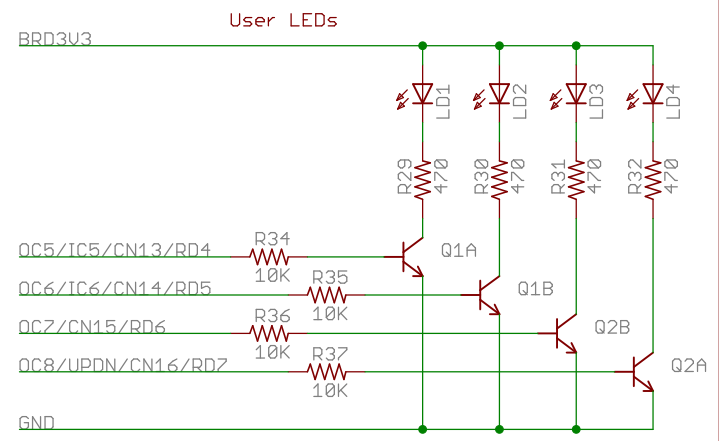 User LEDs
BRD3V3
LD1
LD2
LD3
LD4
R29
470
R30
470
R31
470
R32
470
OC5/IC5/CN13/RD4
R34
10K
Q1A
OC6/IC6/CN14/RD5
R35
10K
Q1B
OC7/CN15/RD6
R36
10K
Q2B
OC8/UPDN/CN16/RD7
R37
10K
Q2A
GND